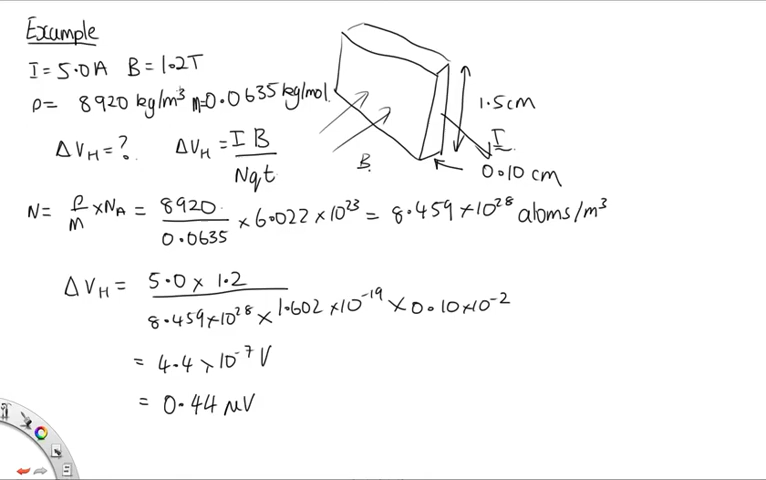 Example
I = 5.0A B = 1.2T
ρ = 8920 kg/m³ M=0.0635 kg/mol.
ΔV_H = ? ΔV_H = I B / Nqt
1.5cm
I
B.
0.10 cm
N = ρ/M × N_A = 8920/0.0635 × 6.022 × 10²³ = 8.459 × 10²⁸ atoms/m³
ΔV_H = 5.0 × 1.2 / 8.459×10²⁸ × 1.602 × 10⁻¹⁹ × 0.10×10⁻²
= 4.4 × 10⁻⁷ V
= 0.44 μV